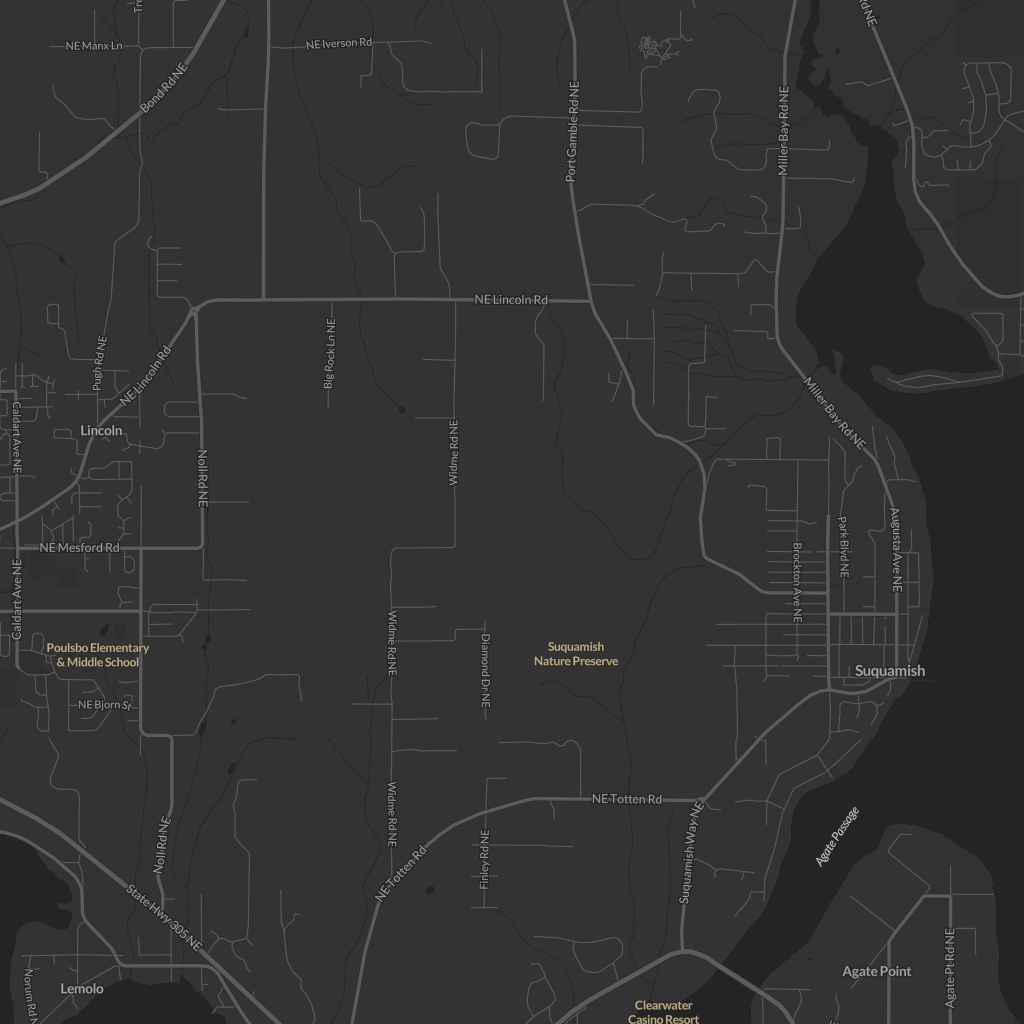 NE Manx Ln
NE Iverson Rd
Bond Rd NE
Port Gamble Rd NE
Miller Bay Rd NE
Rd NE
NE Lincoln Rd
Big Rock Ln NE
Pugh Rd NE
NE Lincoln Rd
Miller Bay Rd NE
Lincoln
Caldart Ave NE
Widme Rd NE
Noll Rd NE
Augusta Ave NE
Park Blvd NE
NE Mesford Rd
Brockton Ave NE
Caldart Ave NE
Widme Rd NE
Diamond Dr NE
Poulsbo Elementary
& Middle School
Suquamish
Nature Preserve
Suquamish
NE Bjorn St
NE Totten Rd
Widme Rd NE
Agate Passage
Noll Rd NE
Finley Rd NE
Suquamish Way NE
NE Totten Rd
State Hwy 305 NE
Agate Pt Rd NE
Agate Point
Lemolo
Norum Rd
Clearwater
Casino Resort